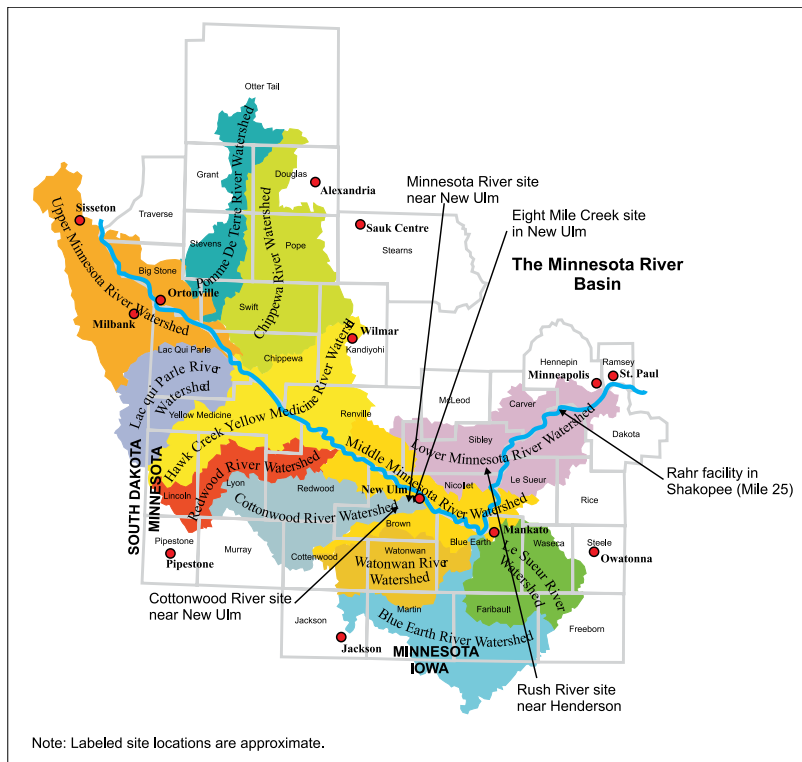 Otter Tail
Grant
Douglas
Alexandria
Pomme De Terre River Watershed
Chippewa River Watershed
Minnesota River site
near New Ulm
Eight Mile Creek site
in New Ulm
Sisseton
Traverse
Sauk Centre
Stearns
Stevens
Pope
The Minnesota River
Basin
Upper Minnesota River Watershed
Big Stone
Ortonville
Swift
Milbank
Wilmar
Kandiyohi
Lac Qui Parle
Chippewa
Hennepin
Ramsey
Minneapolis
St. Paul
Lac qui Parle River
Watershed
McLeod
Carver
Yellow Medicine
Hawk Creek Yellow Medicine River Waterd
Renville
Middle Minnesota River Watershed
Sibley
Lower Minnesota River Watershed
Dakota
Rahr facility in
Shakopee (Mile 25)
SOUTH DAKOTA
MINNESOTA
Redwood River Watershed
Lincoln
Lyon
Redwood
New Ulm
Nicollet
Le Sueur
Rice
Cottonwood River Watershed
Brown
Mankato
Blue Earth
Waseca
Steele
Owatonna
Pipestone
Pipestone
Murray
Cottonwood
Watonwan
Watonwan River
Watershed
Le Sueur River
Watershed
Cottonwood River site
near New Ulm
Jackson
Martin
Faribault
Freeborn
Blue Earth River Watershed
Jackson
MINNESOTA
IOWA
Rush River site
near Henderson
Note: Labeled site locations are approximate.